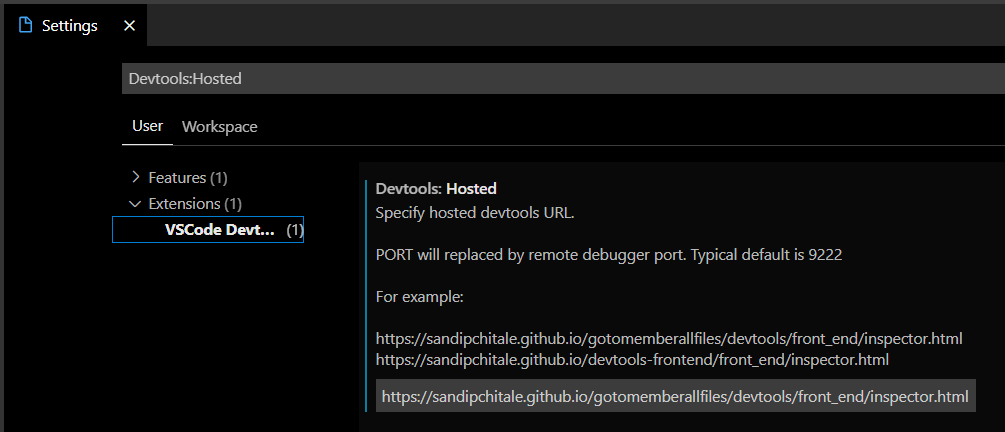 Settings
Devtools:Hosted
User Workspace
Features (1)
Extensions (1)
VSCode Devt... (1)
Devtools: Hosted
Specify hosted devtools URL.
PORT will replaced by remote debugger port. Typical default is 9222
For example:
https://sandipchitale.github.io/gotomemberallfiles/devtools/front_end/inspector.html
https://sandipchitale.github.io/devtools-frontend/front_end/inspector.html
https://sandipchitale.github.io/gotomemberallfiles/devtools/front_end/inspector.html